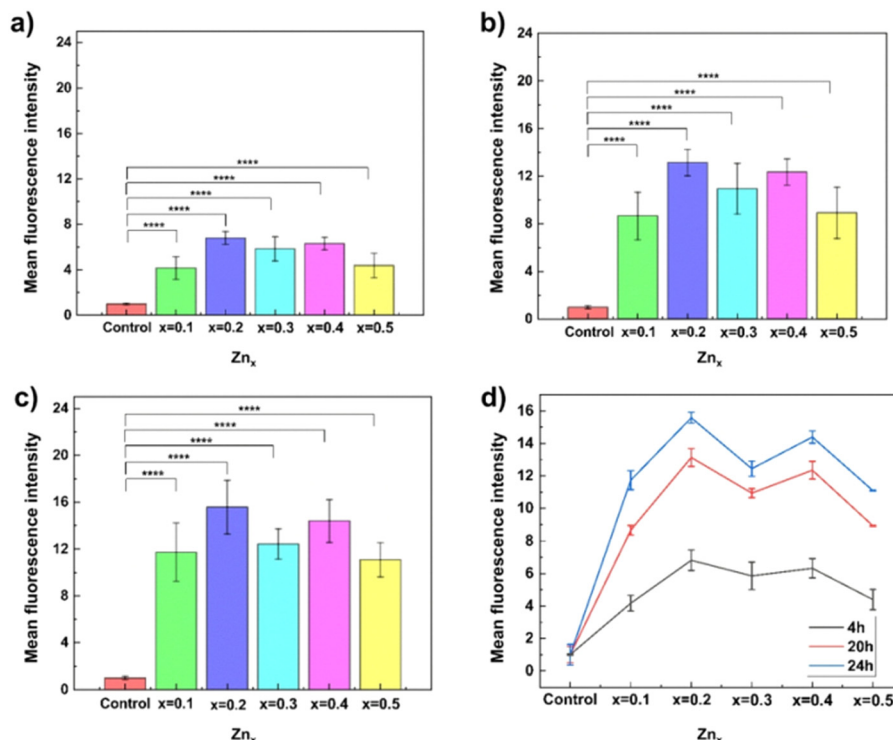 a)
Mean fluorescence intensity
24
20
16
12
8
4
0
****
****
****
****
****
Control x=0.1 x=0.2 x=0.3 x=0.4 x=0.5
Znx
b)
Mean fluorescence intensity
24
20
16
12
8
4
0
****
****
****
****
****
Control x=0.1 x=0.2 x=0.3 x=0.4 x=0.5
Znx
c)
Mean fluorescence intensity
24
20
16
12
8
4
0
****
****
****
****
****
Control x=0.1 x=0.2 x=0.3 x=0.4 x=0.5
Znx
d)
Mean fluorescence intensity
16
14
12
10
8
6
4
2
0
4h
20h
24h
Control x=0.1 x=0.2 x=0.3 x=0.4 x=0.5
Znx